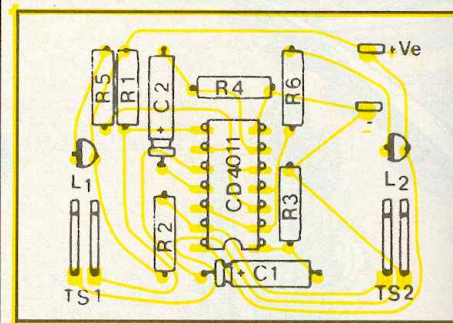 R5
R1
+
C2
R4
R6
+Ve
-
CD4011
L1
L2
R2
R3
+
C1
TS1
TS2